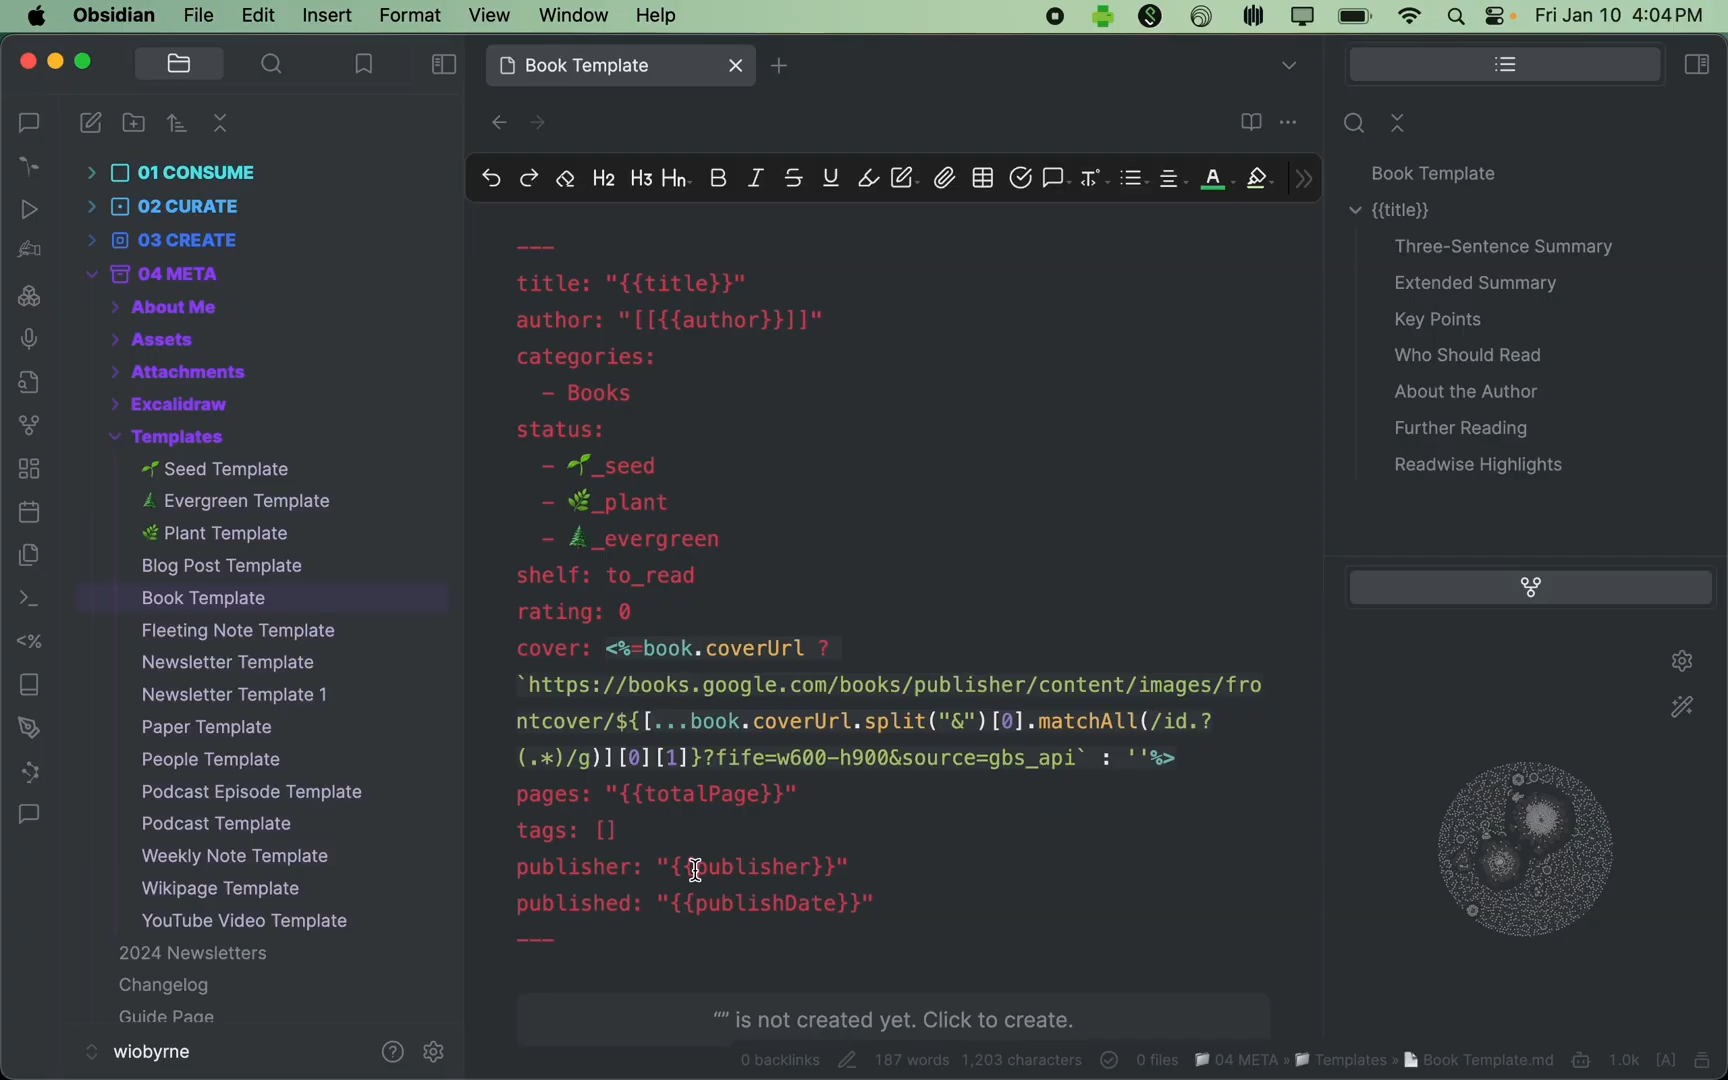 Obsidian File Edit Insert Format View Window Help
Fri Jan 10 4:04 PM
Book Template
H2 H3 Hn B I S U A
01 CONSUME
02 CURATE
03 CREATE
04 META
About Me
Assets
Attachments
Excalidraw
Templates
🌱 Seed Template
🌲 Evergreen Template
🌿 Plant Template
Blog Post Template
Book Template
Fleeting Note Template
Newsletter Template
Newsletter Template 1
Paper Template
People Template
Podcast Episode Template
Podcast Template
Weekly Note Template
Wikipage Template
YouTube Video Template
2024 Newsletters
Changelog
Guide Page
wiobyrne
---
title: "{{title}}"
author: "[[{{author}}]]"
categories:
- Books
status:
- 🌱_seed
- 🌿_plant
- 🌲_evergreen
shelf: to_read
rating: 0
cover: <%=book.coverUrl ?
`https://books.google.com/books/publisher/content/images/fro
ntcover/${[...book.coverUrl.split("&")[0].matchAll(/id.?
(.*)/g)][0][1]}?fife=w600-h900&source=gbs_api` : ''%>
pages: "{{totalPage}}"
tags: []
publisher: "{{publisher}}"
published: "{{publishDate}}"
---
"" is not created yet. Click to create.
Book Template
{{title}}
Three-Sentence Summary
Extended Summary
Key Points
Who Should Read
About the Author
Further Reading
Readwise Highlights
0 backlinks 187 words 1,203 characters 0 files 04 META » Templates » Book Template.md 1.0k [A]